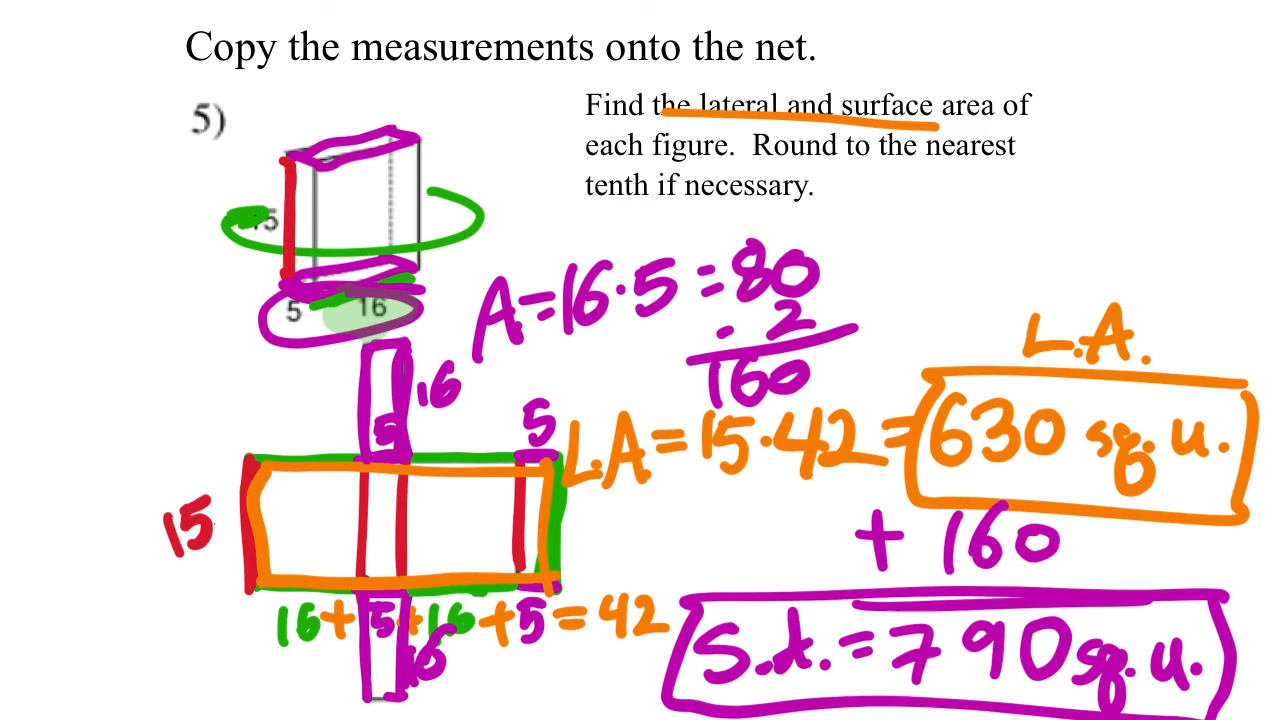 Copy the measurements onto the net.
5)
Find the lateral and surface area of
each figure. Round to the nearest
tenth if necessary.
5
5 16
A=16·5=80
· 2
160
16
5
5
L.A.
L.A=15·42=630 sq. u.
15
+ 160
16+5+16+5=42
16
S.A.=790 sq. u.